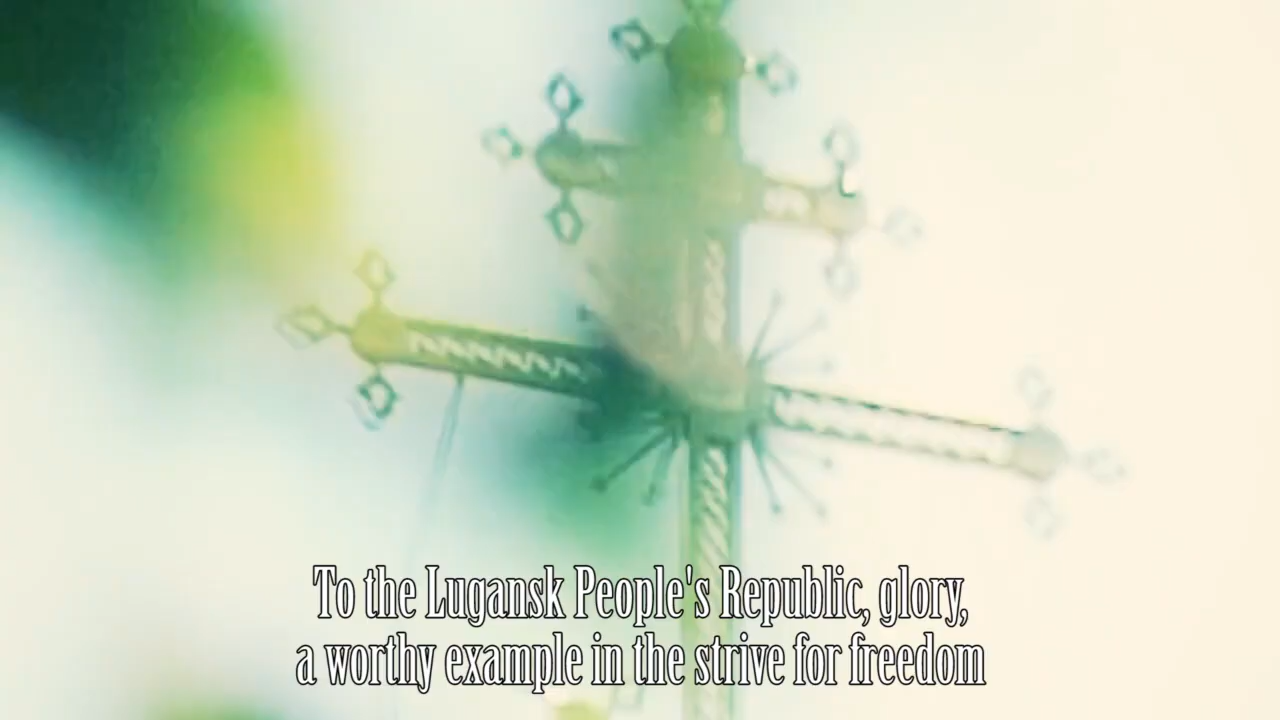 To the Lugansk People's Republic, glory,
a worthy example in the strive for freedom